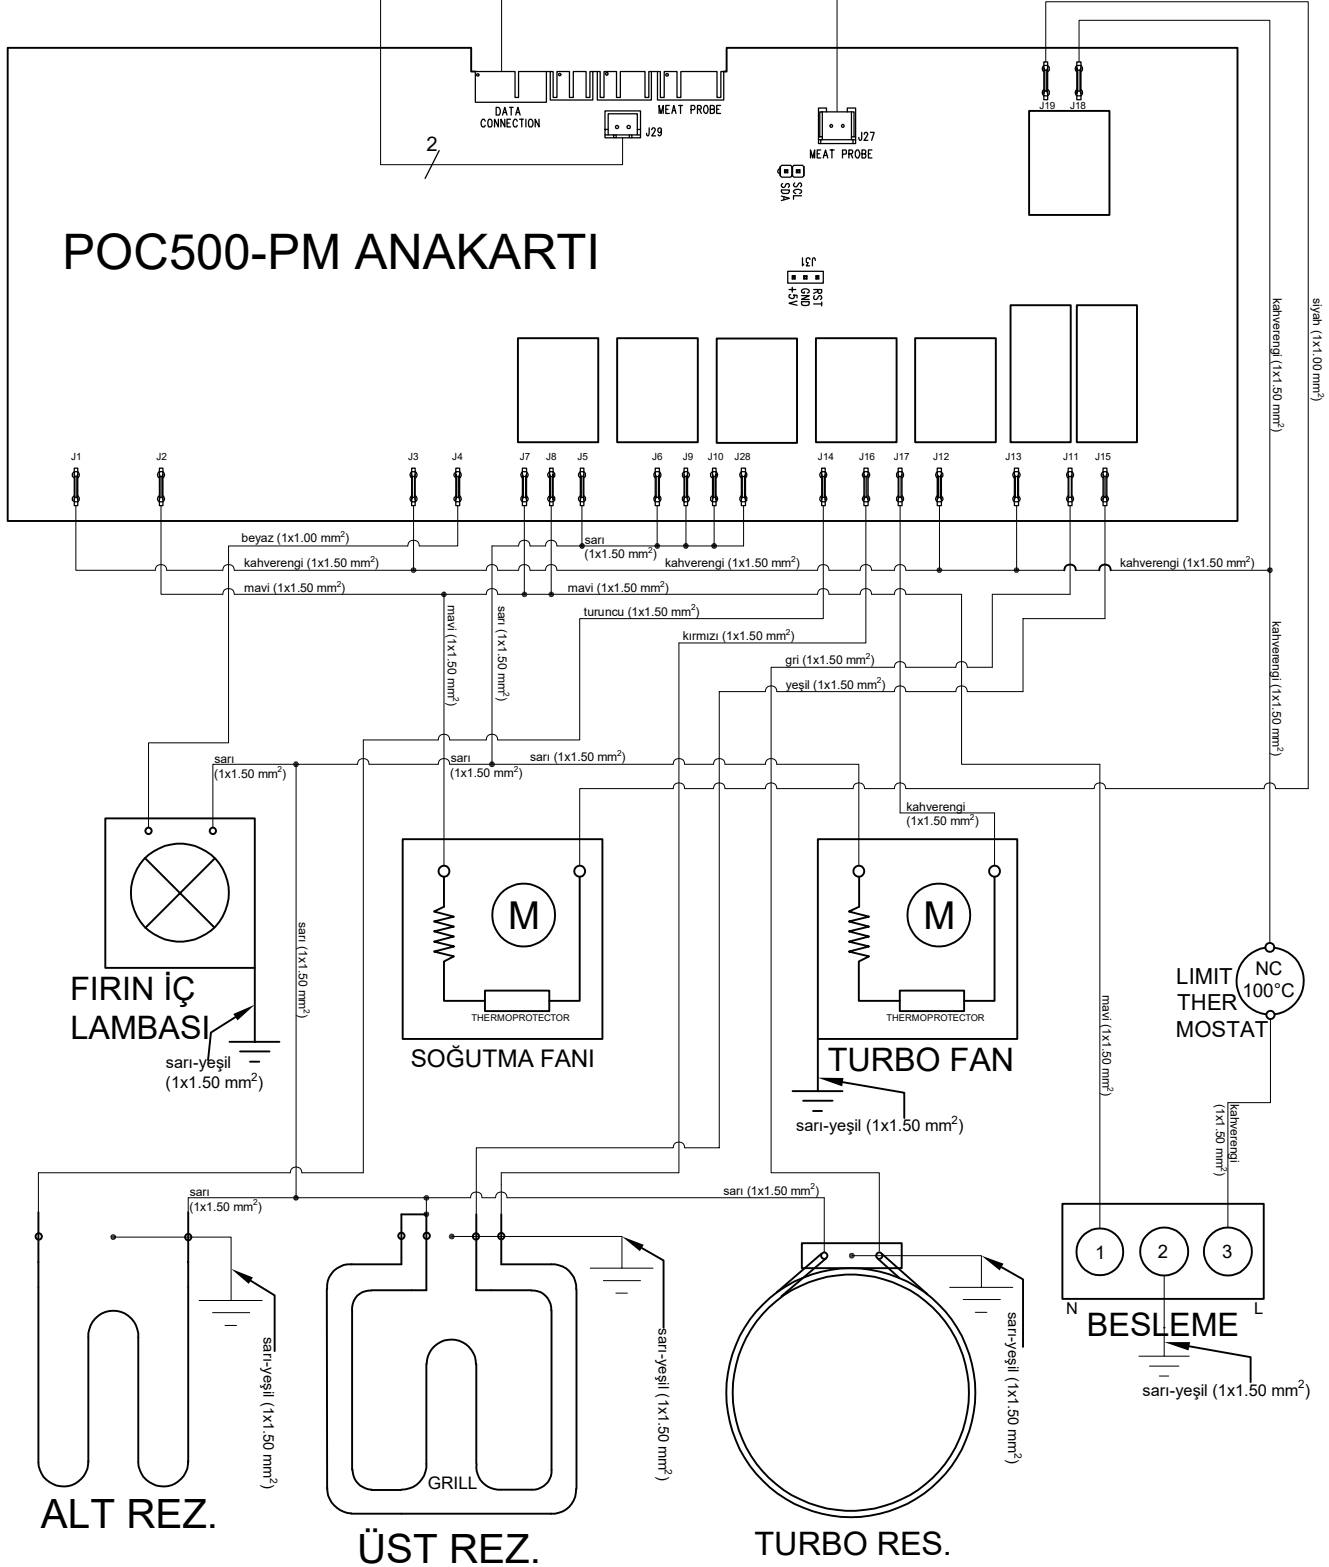 DATA
CONNECTION
MEAT PROBE
J29
J27
MEAT PROBE
J19
J18
2
SDA
SCL
POC500-PM ANAKARTI
J31
+5V
GND
RST
kahverengi (1x1.50 mm²)
siyah (1x1.00 mm²)
J1
J2
J3
J4
J7
J8
J5
J6
J9
J10
J28
J14
J16
J17
J12
J13
J11
J15
beyaz (1x1.00 mm²)
sarı
(1x1.50 mm²)
kahverengi (1x1.50 mm²)
kahverengi (1x1.50 mm²)
kahverengi (1x1.50 mm²)
mavi (1x1.50 mm²)
mavi (1x1.50 mm²)
mavi (1x1.50 mm²)
sarı (1x1.50 mm²)
turuncu (1x1.50 mm²)
kırmızı (1x1.50 mm²)
gri (1x1.50 mm²)
yeşil (1x1.50 mm²)
kahverengi (1x1.50 mm²)
sarı
(1x1.50 mm²)
sarı
(1x1.50 mm²)
sarı (1x1.50 mm²)
kahverengi
(1x1.50 mm²)
M
M
sarı (1x1.50 mm²)
FIRIN İÇ
LAMBASI
sarı-yeşil
(1x1.50 mm²)
THERMOPROTECTOR
SOĞUTMA FANI
THERMOPROTECTOR
TURBO FAN
sarı-yeşil (1x1.50 mm²)
mavi (1x1.50 mm²)
LIMIT
THER
MOSTAT
NC
100°C
kahverengi
(1x1.50 mm²)
sarı
(1x1.50 mm²)
sarı (1x1.50 mm²)
1
2
3
N
L
BESLEME
sarı-yeşil (1x1.50 mm²)
sarı-yeşil (1x1.50 mm²)
sarı-yeşil (1x1.50 mm²)
sarı-yeşil (1x1.50 mm²)
GRILL
ALT REZ.
ÜST REZ.
TURBO RES.